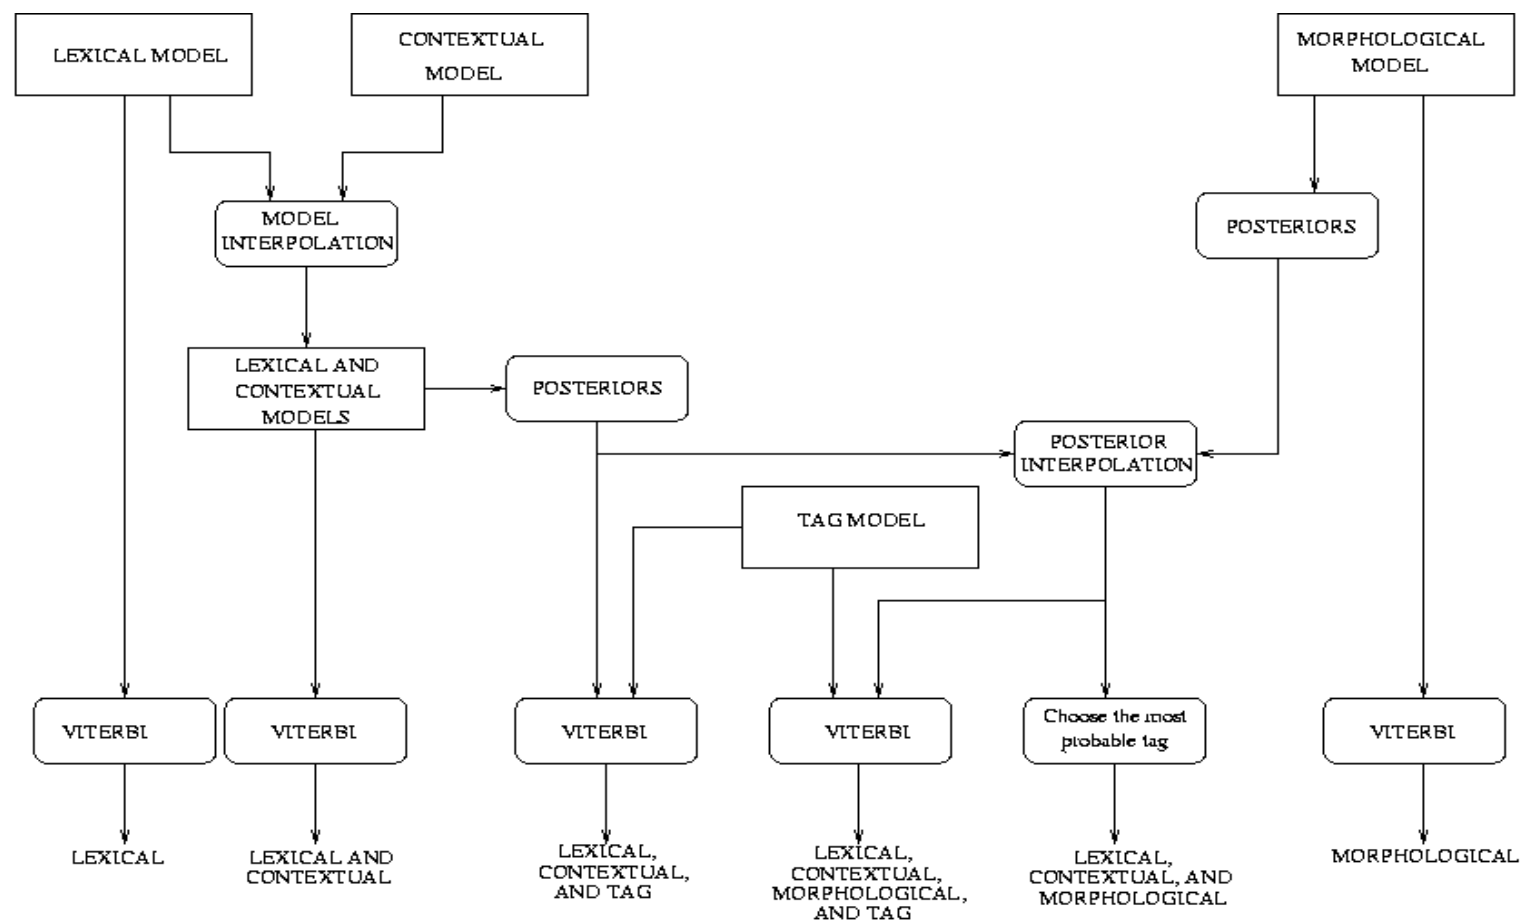 LEXICAL MODEL
CONTEXTUAL
MODEL
MORPHOLOGICAL
MODEL
MODEL
INTERPOLATION
POSTERIORS
LEXICAL AND
CONTEXTUAL
MODELS
POSTERIORS
POSTERIOR
INTERPOLATION
TAG MODEL
VITERBI
VITERBI
VITERBI
VITERBI
Choose the most
probable tag
VITERBI
LEXICAL
LEXICAL AND
CONTEXTUAL
LEXICAL,
CONTEXTUAL,
AND TAG
LEXICAL,
CONTEXTUAL,
MORPHOLOGICAL,
AND TAG
LEXICAL,
CONTEXTUAL, AND
MORPHOLOGICAL
MORPHOLOGICAL